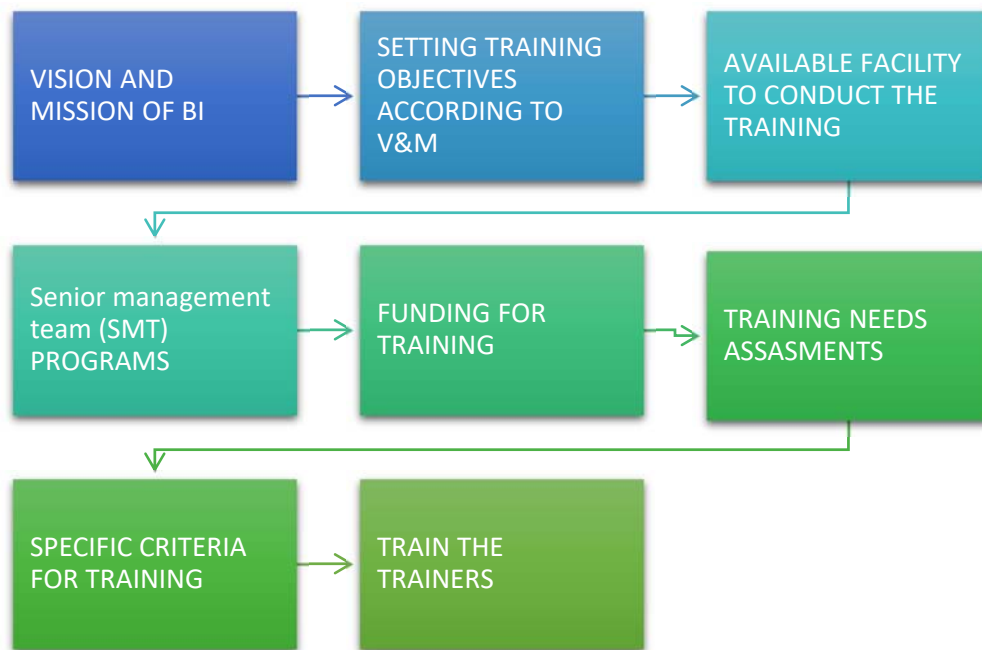 VISION AND
MISSION OF BI
SETTING TRAINING
OBJECTIVES
ACCORDING TO
V&M
AVAILABLE FACILITY
TO CONDUCT THE
TRAINING
Senior management
team (SMT)
PROGRAMS
FUNDING FOR
TRAINING
TRAINING NEEDS
ASSASMENTS
SPECIFIC CRITERIA
FOR TRAINING
TRAIN THE
TRAINERS